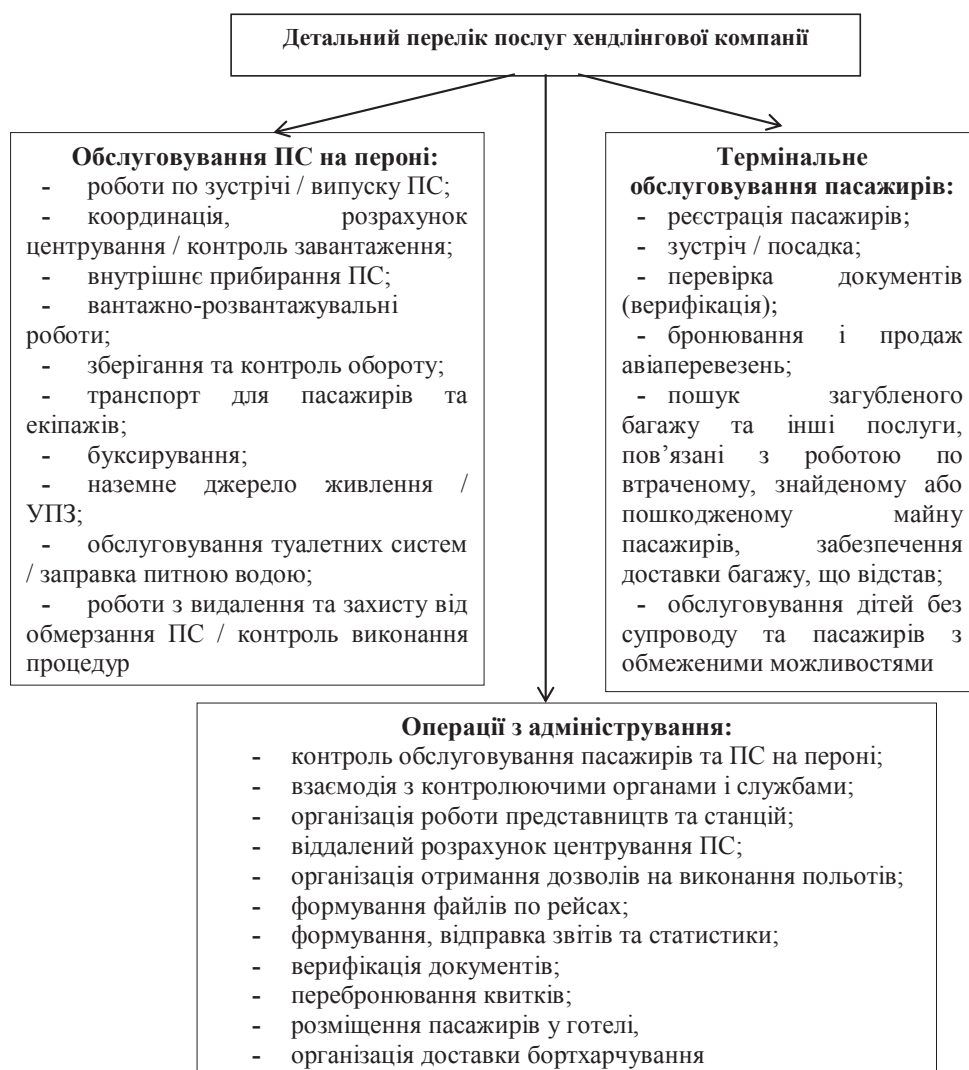 Детальний перелік послуг хендлінгової компанії
Обслуговування ПС на пероні:
- роботи по зустрічі / випуску ПС;
- координація, розрахунок
центрування / контроль завантаження;
- внутрішнє прибирання ПС;
- вантажно-розвантажувальні
роботи;
- зберігання та контроль обороту;
- транспорт для пасажирів та
екіпажів;
- буксирування;
- наземне джерело живлення /
УПЗ;
- обслуговування туалетних систем
/ заправка питною водою;
- роботи з видалення та захисту від
обмерзання ПС / контроль виконання
процедур
Термінальне
обслуговування пасажирів:
- реєстрація пасажирів;
- зустріч / посадка;
- перевірка документів
(верифікація);
- бронювання і продаж
авіаперевезень;
- пошук загубленого
багажу та інші послуги,
пов’язані з роботою по
втраченому, знайденому або
пошкодженому майну
пасажирів, забезпечення
доставки багажу, що відстав;
- обслуговування дітей без
супроводу та пасажирів з
обмеженими можливостями
Операції з адміністрування:
- контроль обслуговування пасажирів та ПС на пероні;
- взаємодія з контролюючими органами і службами;
- організація роботи представництв та станцій;
- віддалений розрахунок центрування ПС;
- організація отримання дозволів на виконання польотів;
- формування файлів по рейсах;
- формування, відправка звітів та статистики;
- верифікація документів;
- перебронювання квитків;
- розміщення пасажирів у готелі,
- організація доставки бортхарчування